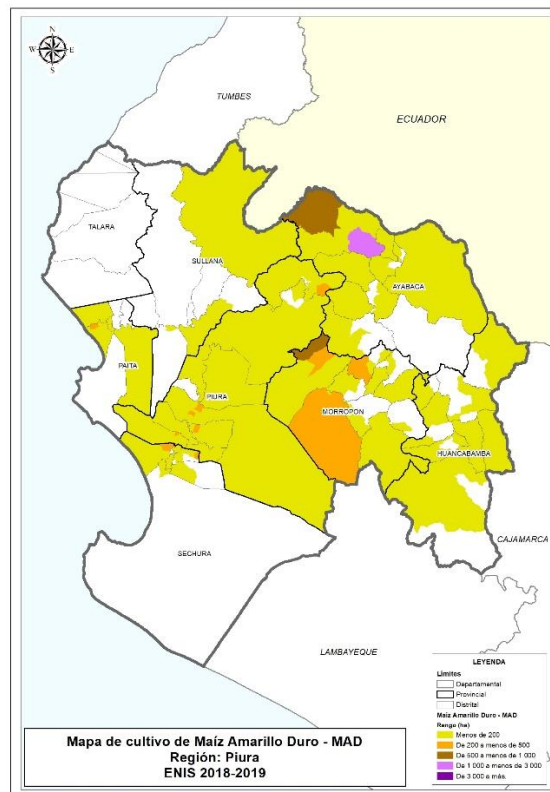 N
W E
S
TUMBES
ECUADOR
TALARA
SULLANA
AYABACA
PAITA
PIURA
MORROPON
HUANCABAMBA
SECHURA
CAJAMARCA
LAMBAYEQUE
LEYENDA
Límites
Departamental
Provincial
Distrital
Maíz Amarillo Duro - MAD
Rango (ha)
Menos de 200
De 200 a menos de 500
De 500 a menos de 1 000
De 1 000 a menos de 3 000
De 3 000 a más
Mapa de cultivo de Maíz Amarillo Duro - MAD
Región: Piura
ENIS 2018-2019